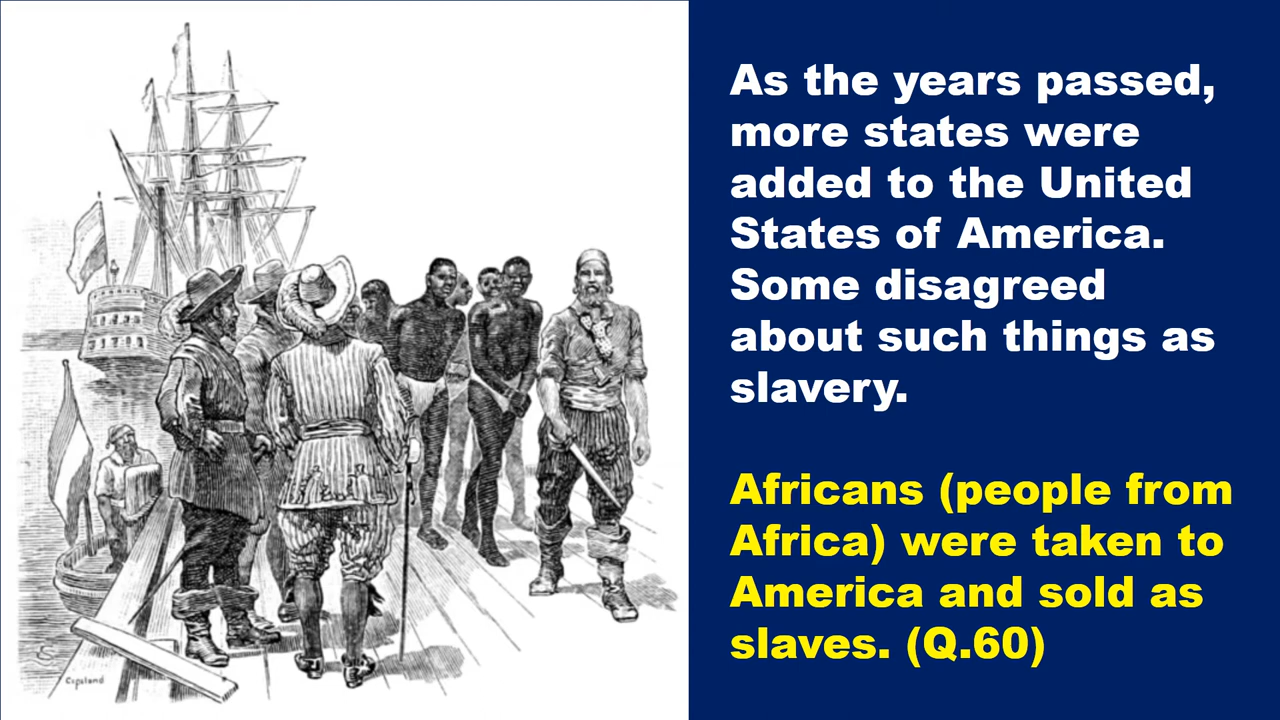 As the years passed,
more states were
added to the United
States of America.
Some disagreed
about such things as
slavery.
Africans (people from
Africa) were taken to
America and sold as
slaves. (Q.60)
Copeland